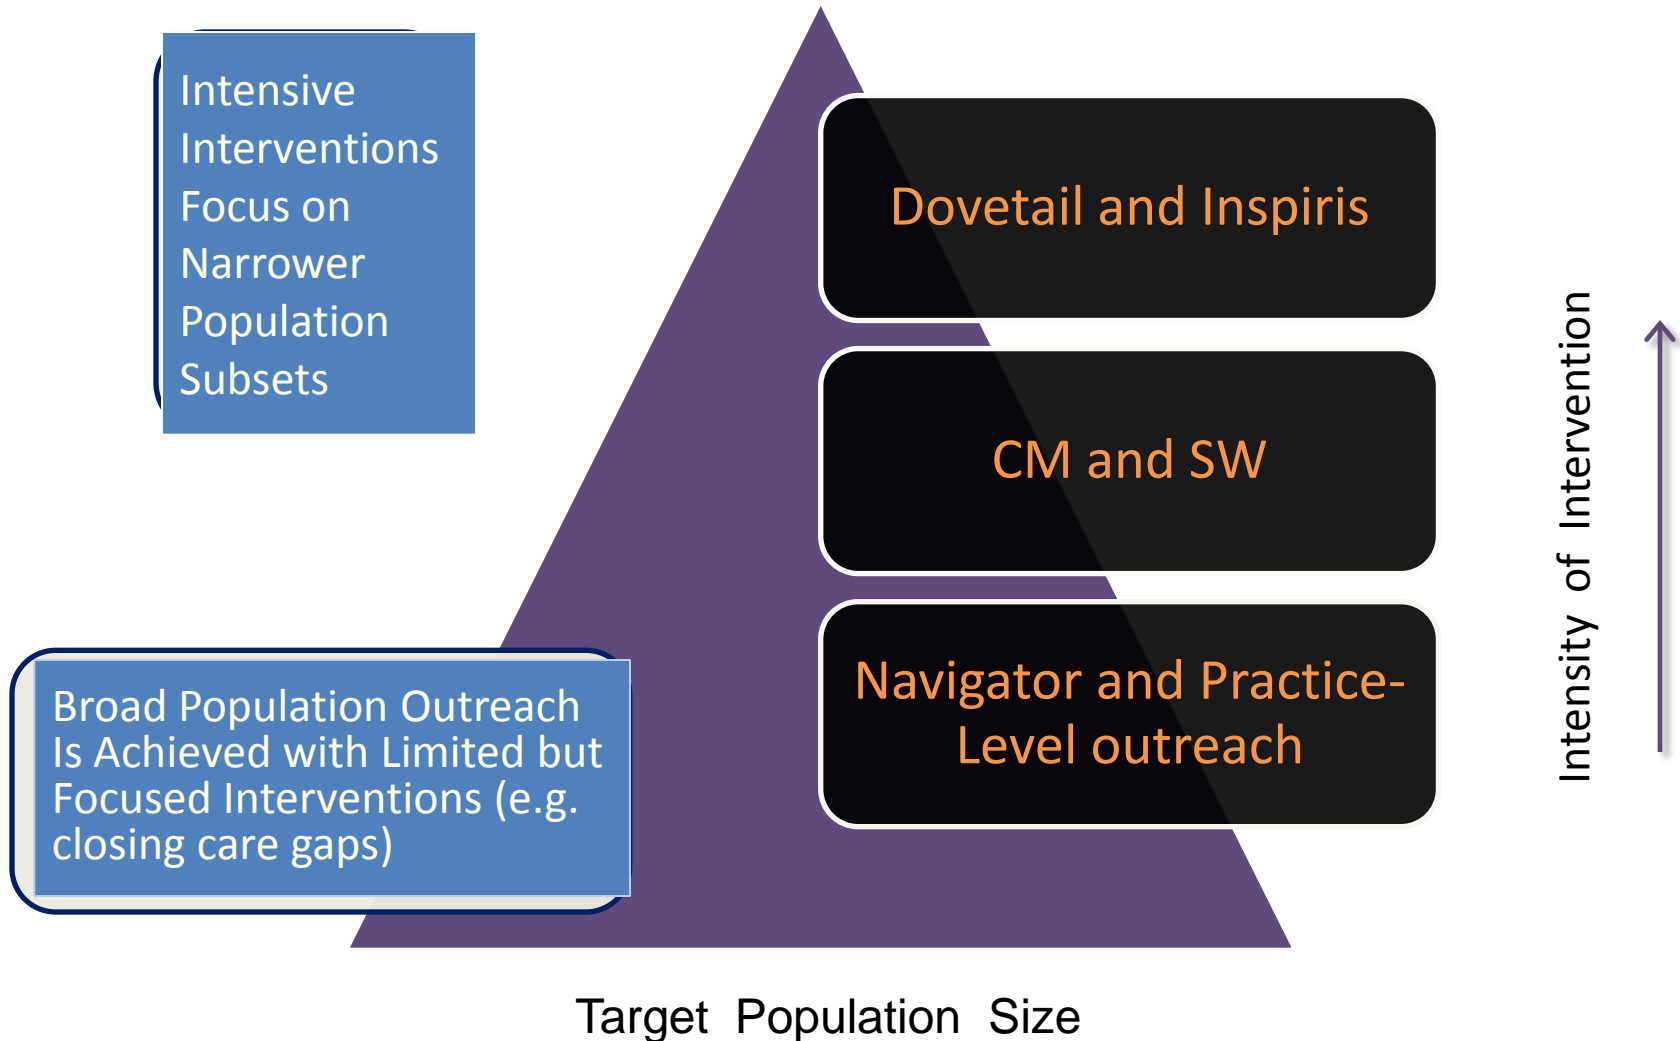 Intensive
Interventions
Focus on
Narrower
Population
Subsets
Dovetail and Inspiris
CM and SW
Navigator and Practice-
Level outreach
Broad Population Outreach
Is Achieved with Limited but
Focused Interventions (e.g.
closing care gaps)
Intensity of Intervention
Target Population Size